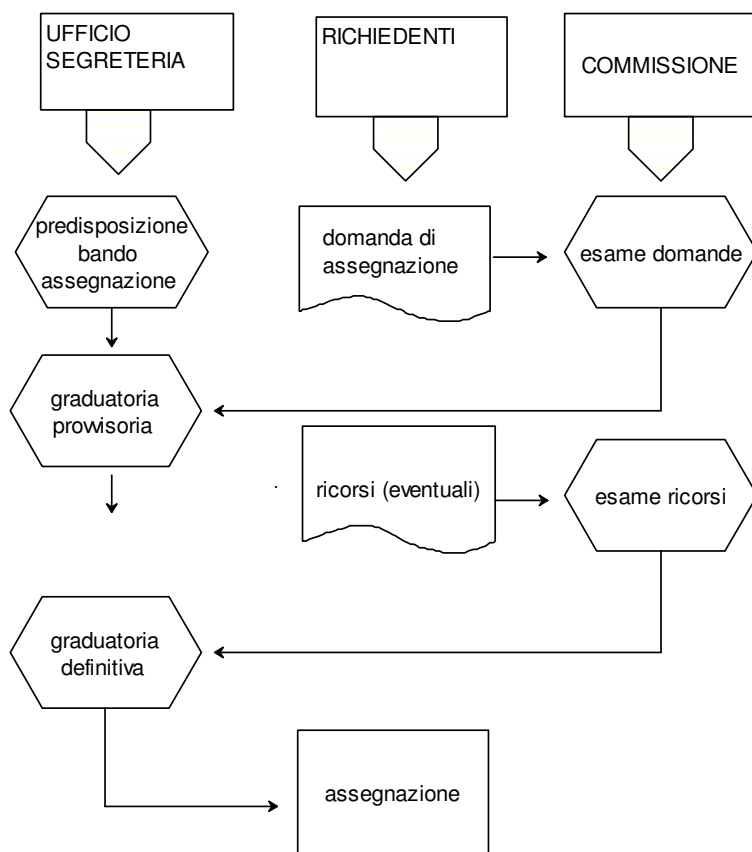 UFFICIO
SEGRETERIA
RICHIEDENTI
COMMISSIONE
predisposizione
bando
assegnazione
domanda di
assegnazione
esame domande
graduatoria
provvisoria
ricorsi (eventuali)
esame ricorsi
graduatoria
definitiva
assegnazione